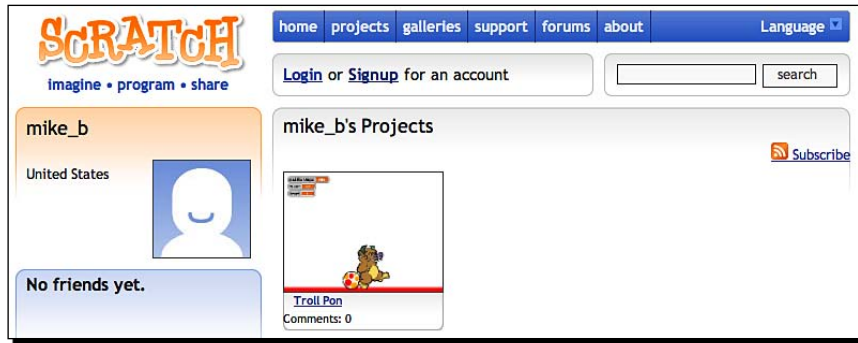 SCRATCH
imagine • program • share
home projects galleries support forums about Language
Login or Signup for an account
search
mike_b
United States
No friends yet.
mike_b's Projects
Subscribe
Troll Pon
Comments: 0